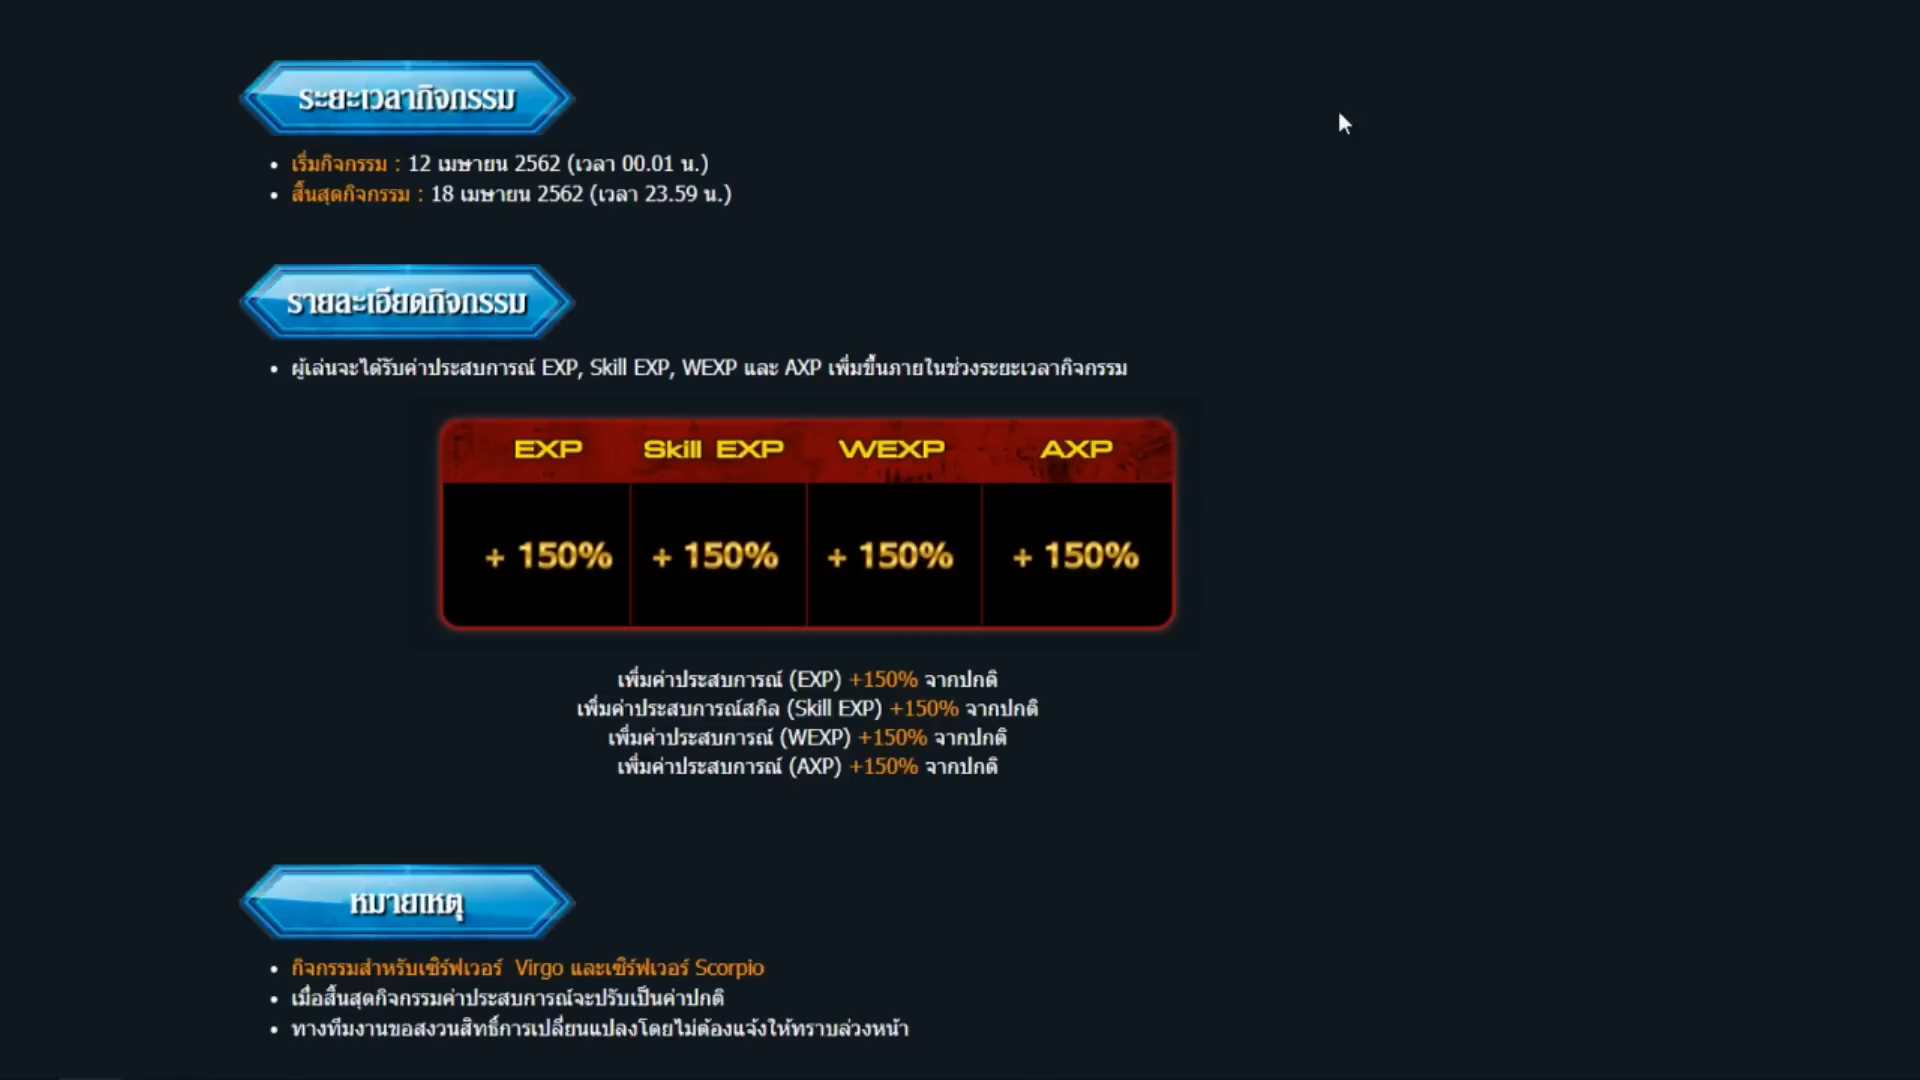 ระยะเวลากิจกรรม
เริ่มกิจกรรม : 12 เมษายน 2562 (เวลา 00.01 น.)
สิ้นสุดกิจกรรม : 18 เมษายน 2562 (เวลา 23.59 น.)
รายละเอียดกิจกรรม
ผู้เล่นจะได้รับค่าประสบการณ์ EXP, Skill EXP, WEXP และ AXP เพิ่มขึ้นภายในช่วงระยะเวลากิจกรรม
EXP Skill EXP WEXP AXP
+ 150% + 150% + 150% + 150%
เพิ่มค่าประสบการณ์ (EXP) +150% จากปกติ
เพิ่มค่าประสบการณ์สกิล (Skill EXP) +150% จากปกติ
เพิ่มค่าประสบการณ์ (WEXP) +150% จากปกติ
เพิ่มค่าประสบการณ์ (AXP) +150% จากปกติ
หมายเหตุ
กิจกรรมสำหรับเซิร์ฟเวอร์ Virgo และเซิร์ฟเวอร์ Scorpio
เมื่อสิ้นสุดกิจกรรมค่าประสบการณ์จะปรับเป็นค่าปกติ
ทางทีมงานขอสงวนสิทธิ์การเปลี่ยนแปลงโดยไม่ต้องแจ้งให้ทราบล่วงหน้า